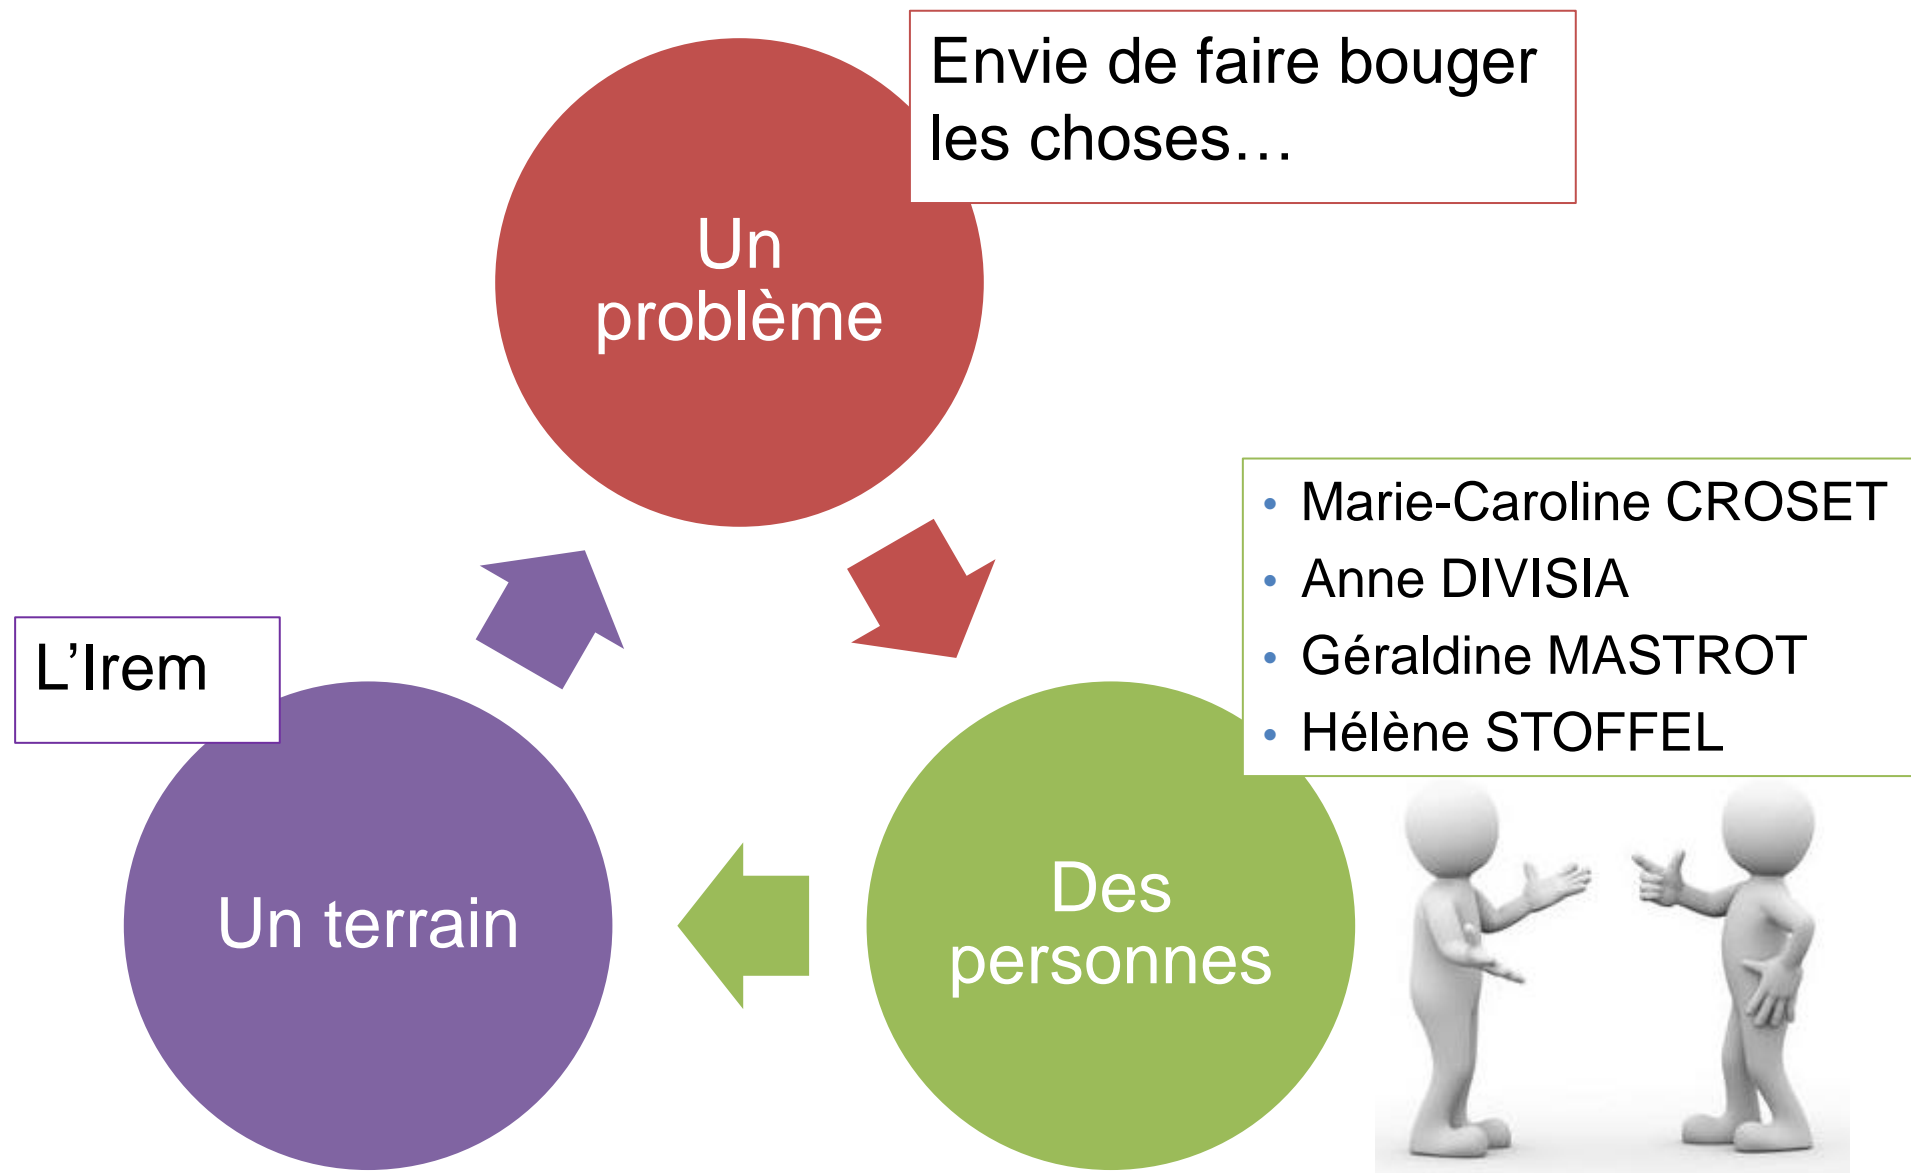 Envie de faire bouger
les choses…
Un
problème
• Marie-Caroline CROSET
• Anne DIVISIA
• Géraldine MASTROT
• Hélène STOFFEL
L’Irem
Un terrain
Des
personnes